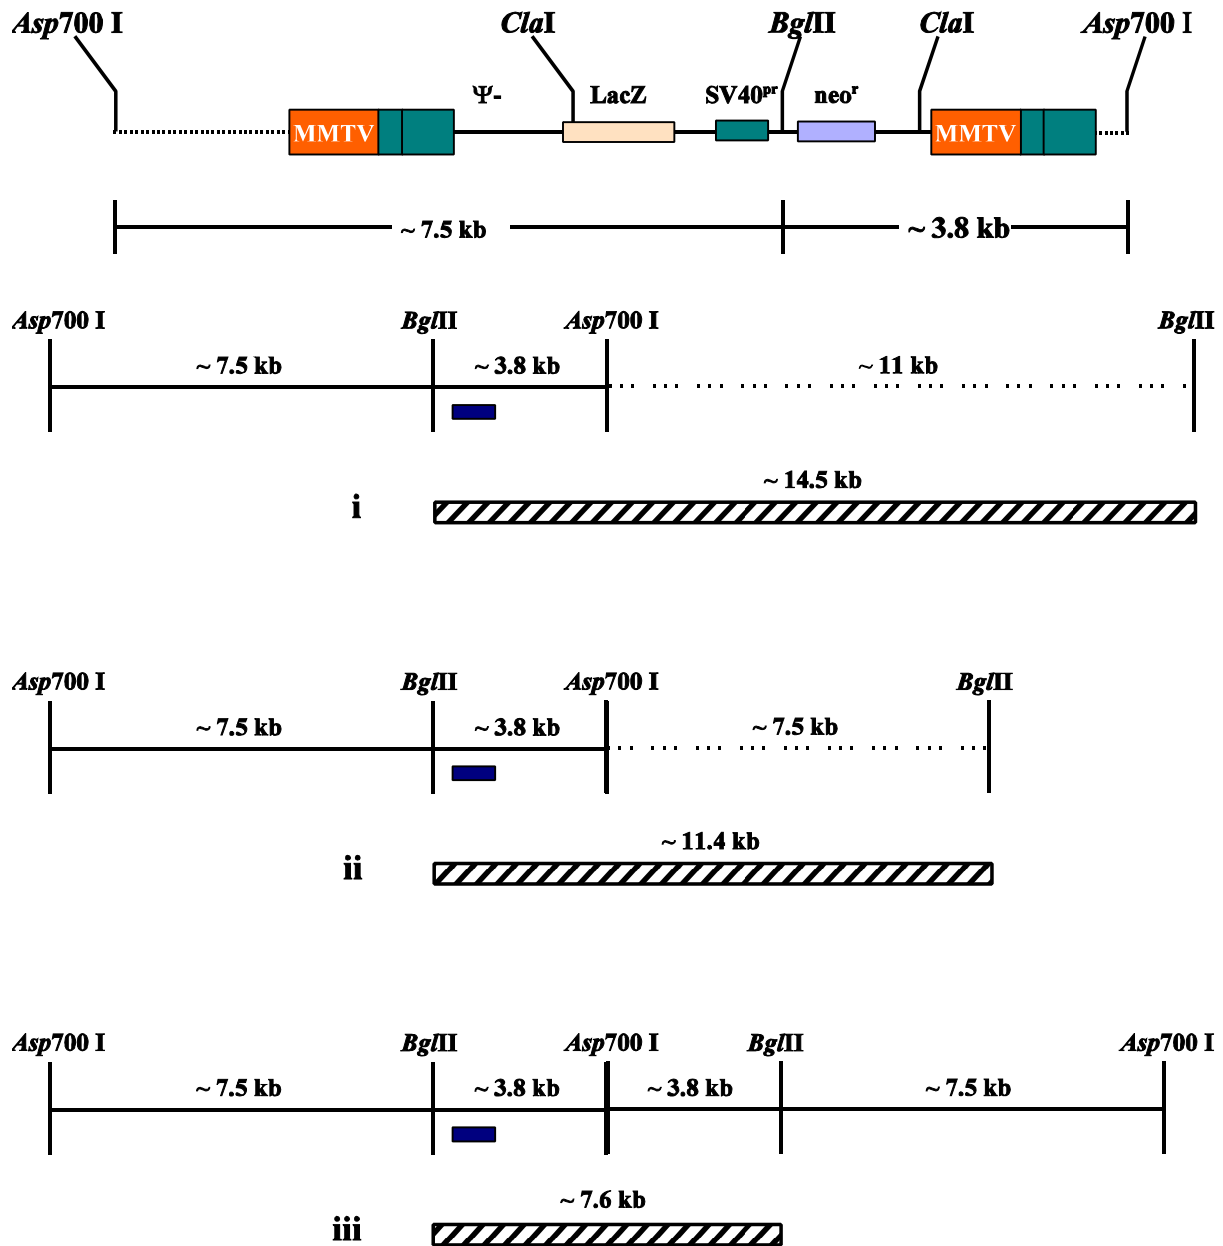 Asp700 I ClaI BglII ClaI Asp700 I
Ψ- LacZ SV40pr neor
MMTV MMTV
~ 7.5 kb ~ 3.8 kb
Asp700 I BglII Asp700 I BglII
~ 7.5 kb ~ 3.8 kb ~ 11 kb
~ 14.5 kb
i
Asp700 I BglII Asp700 I BglII
~ 7.5 kb ~ 3.8 kb ~ 7.5 kb
~ 11.4 kb
ii
Asp700 I BglII Asp700 I BglII Asp700 I
~ 7.5 kb ~ 3.8 kb ~ 3.8 kb ~ 7.5 kb
~ 7.6 kb
iii